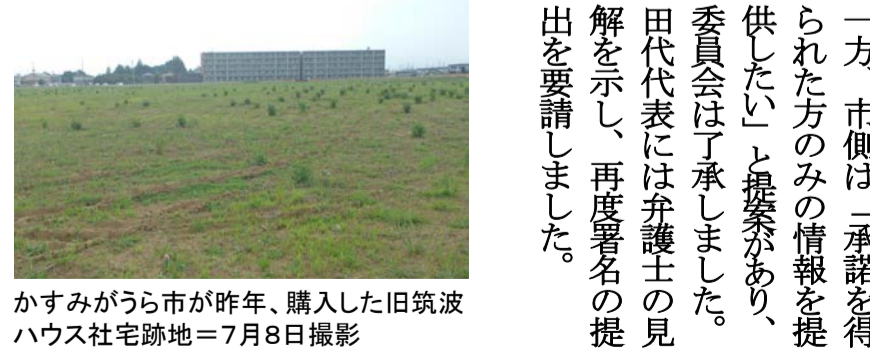 一方、市側は「承諾を得
られた方のみの情報を提
供したい」と提案があり、
委員会は了承しました。
田代代表には弁護士の見
解を示し、再度署名の提
出を要請しました。
かすみがうら市が昨年、購入した旧筑波
ハウス社宅跡地＝７月８日撮影